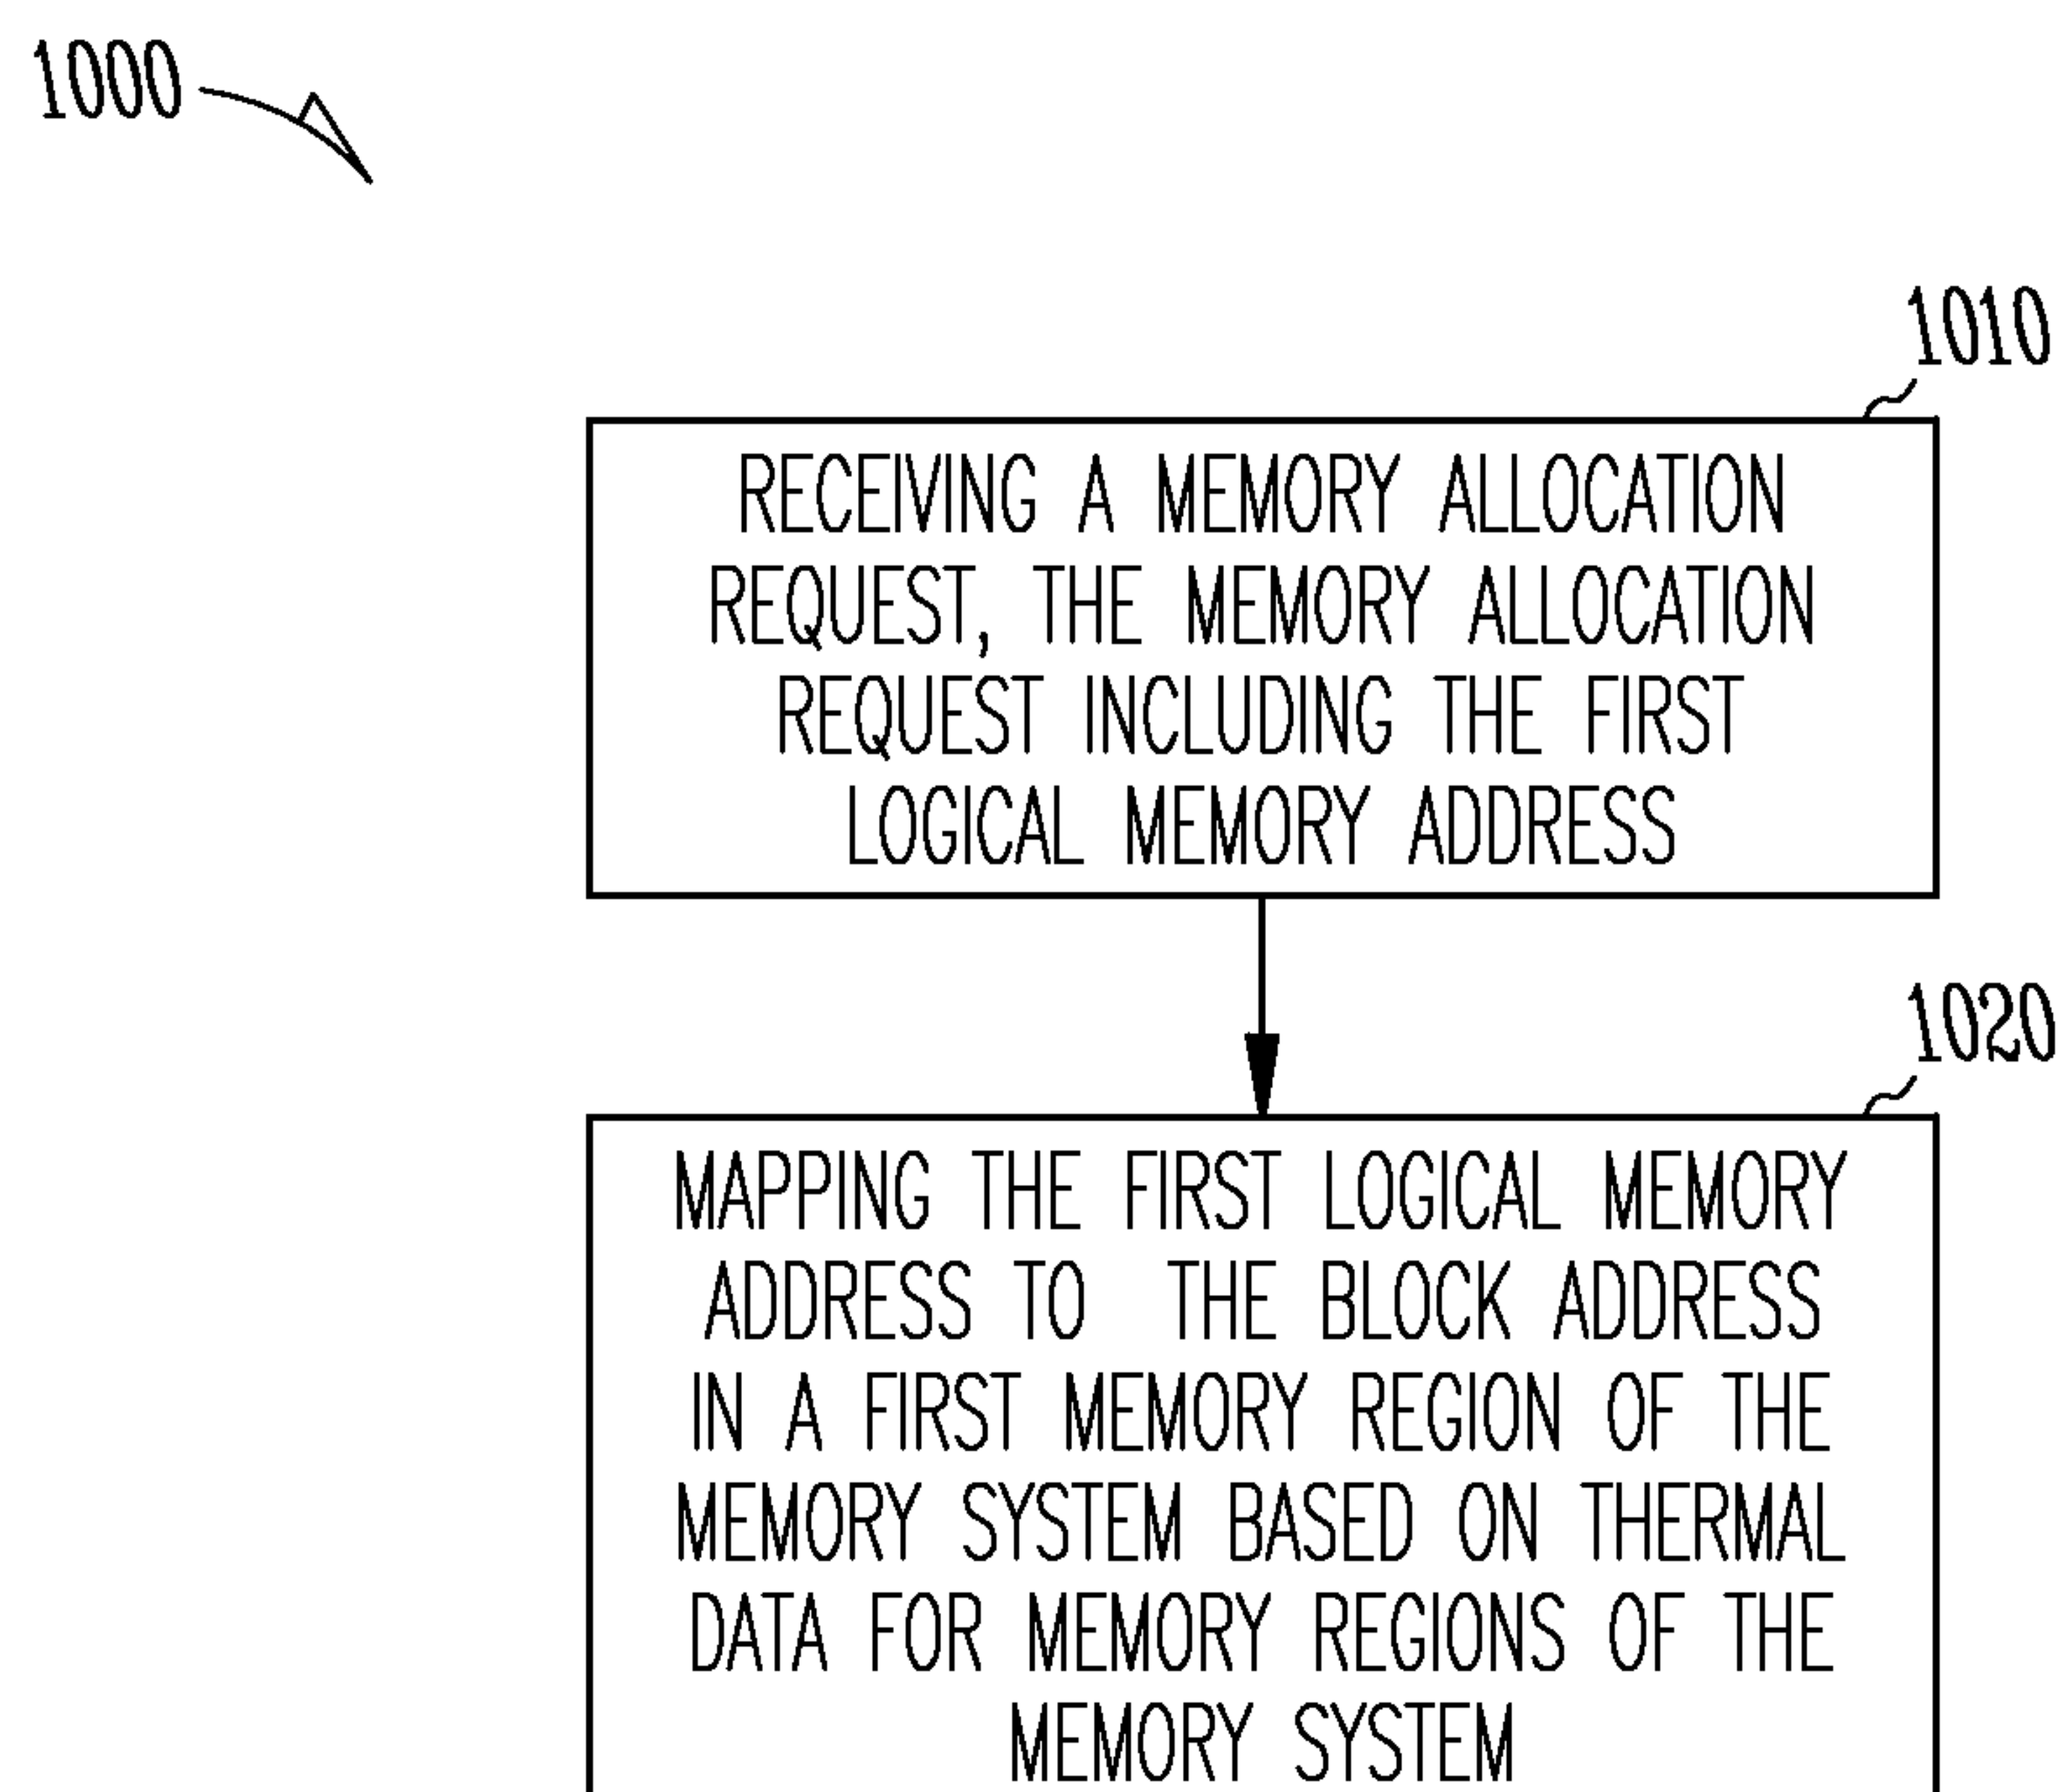 1000
1010
RECEIVING A MEMORY ALLOCATION
REQUEST, THE MEMORY ALLOCATION
REQUEST INCLUDING THE FIRST
LOGICAL MEMORY ADDRESS
1020
MAPPING THE FIRST LOGICAL MEMORY
ADDRESS TO THE BLOCK ADDRESS
IN A FIRST MEMORY REGION OF THE
MEMORY SYSTEM BASED ON THERMAL
DATA FOR MEMORY REGIONS OF THE
MEMORY SYSTEM